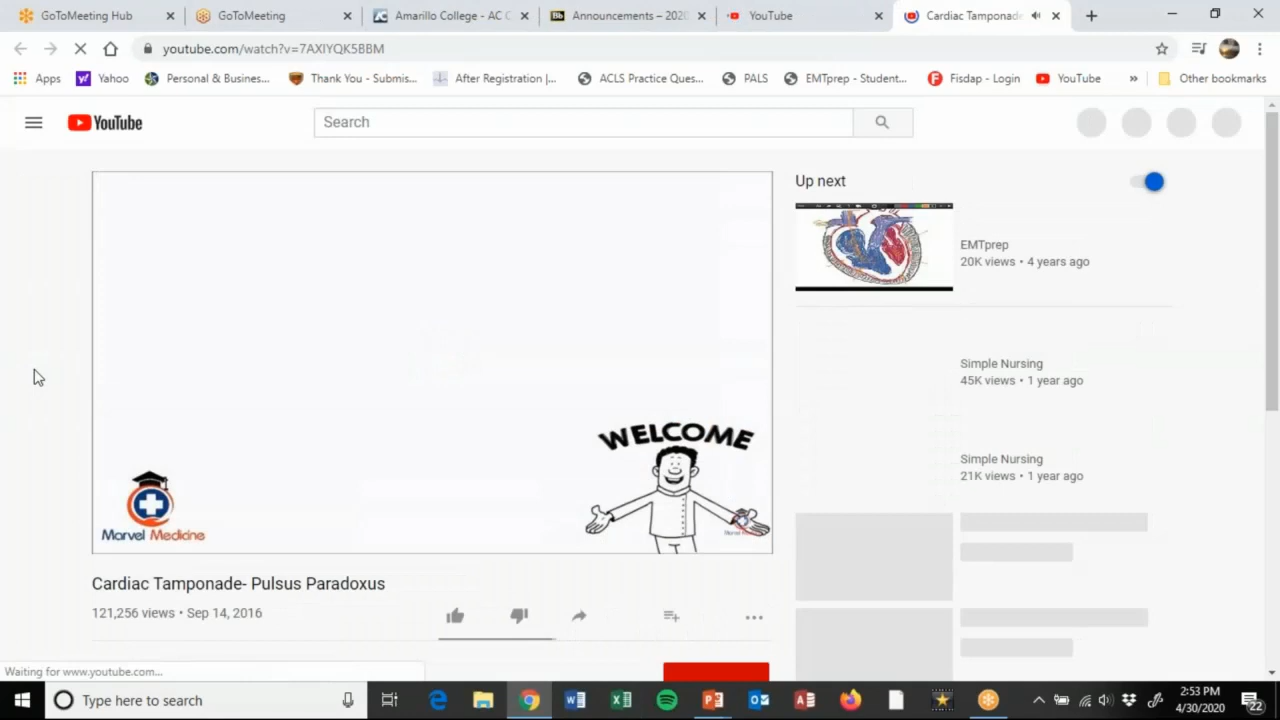 GoToMeeting Hub
GoToMeeting
Amarillo College - AC C
Announcements – 2020
YouTube
Cardiac Tamponade
youtube.com/watch?v=7AXIYQK5BBM
Apps
Yahoo
Personal & Busines...
Thank You - Submis...
After Registration |...
ACLS Practice Ques...
PALS
EMTprep - Student...
Fisdap - Login
YouTube
»
Other bookmarks
YouTube
Search
Up next
EMTprep
20K views • 4 years ago
Simple Nursing
45K views • 1 year ago
WELCOME
Simple Nursing
21K views • 1 year ago
Marvel Medicine
Cardiac Tamponade- Pulsus Paradoxus
121,256 views • Sep 14, 2016
Waiting for www.youtube.com...
Type here to search
2:53 PM
4/30/2020
22